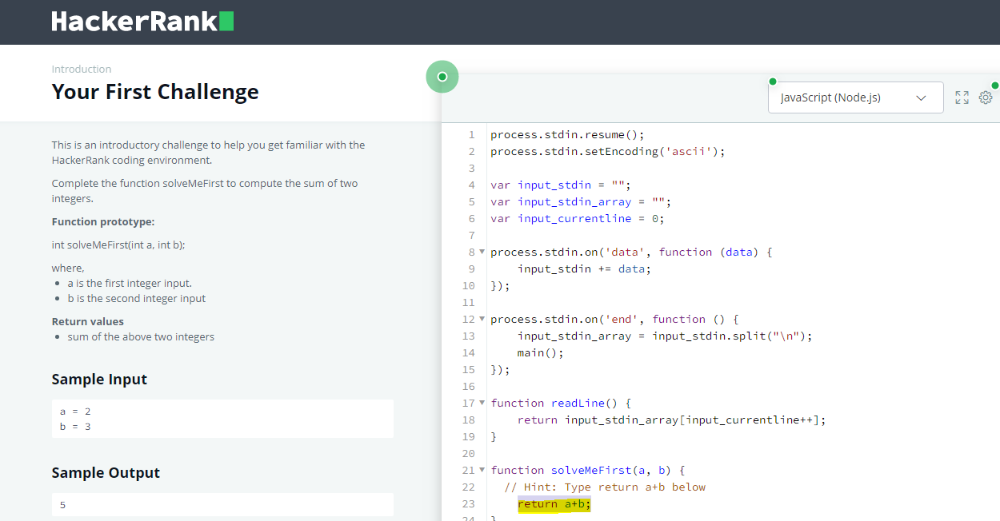 HackerRank
Introduction
Your First Challenge
This is an introductory challenge to help you get familiar with the
HackerRank coding environment.
Complete the function solveMeFirst to compute the sum of two
integers.
Function prototype:
int solveMeFirst(int a, int b);
where,
a is the first integer input.
b is the second integer input
Return values
sum of the above two integers
Sample Input
a = 2
b = 3
Sample Output
5
JavaScript (Node.js)
1 process.stdin.resume();
2 process.stdin.setEncoding('ascii');
3
4 var input_stdin = "";
5 var input_stdin_array = "";
6 var input_currentline = 0;
7
8 process.stdin.on('data', function (data) {
9 input_stdin += data;
10 });
11
12 process.stdin.on('end', function () {
13 input_stdin_array = input_stdin.split("\n");
14 main();
15 });
16
17 function readLine() {
18 return input_stdin_array[input_currentline++];
19 }
20
21 function solveMeFirst(a, b) {
22 // Hint: Type return a+b below
23 return a+b;
24 }